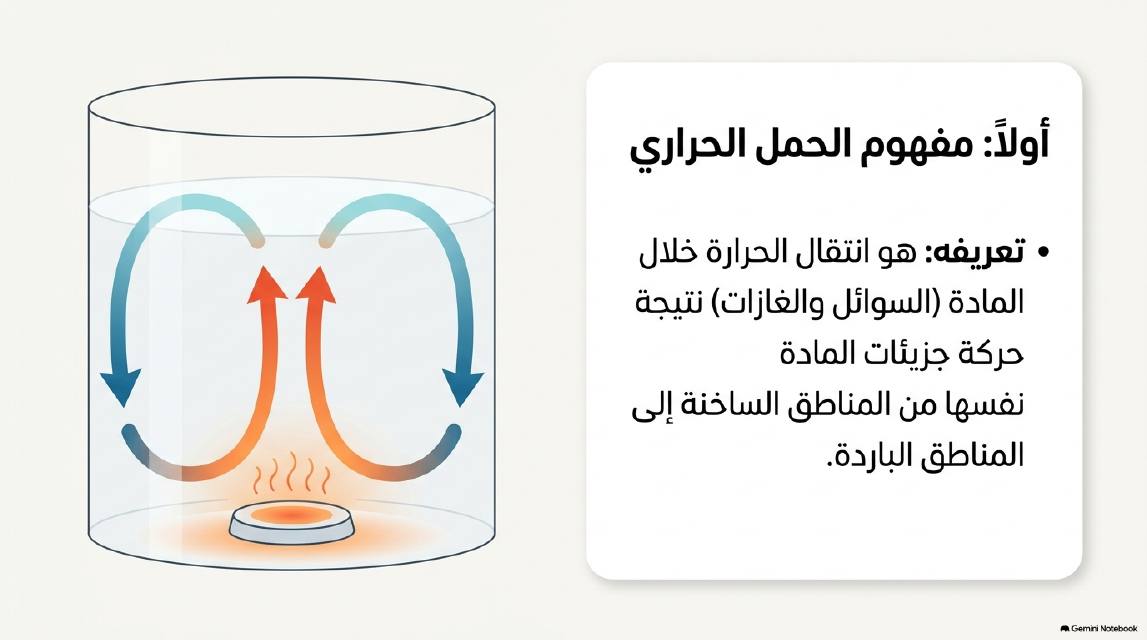 أولاً: مفهوم الحمل الحراري
• تعريفه: هو انتقال الحرارة خلال
المادة (السوائل والغازات) نتيجة
حركة جزيئات المادة
نفسها من المناطق الساخنة إلى
المناطق الباردة.
Gemini Notebook